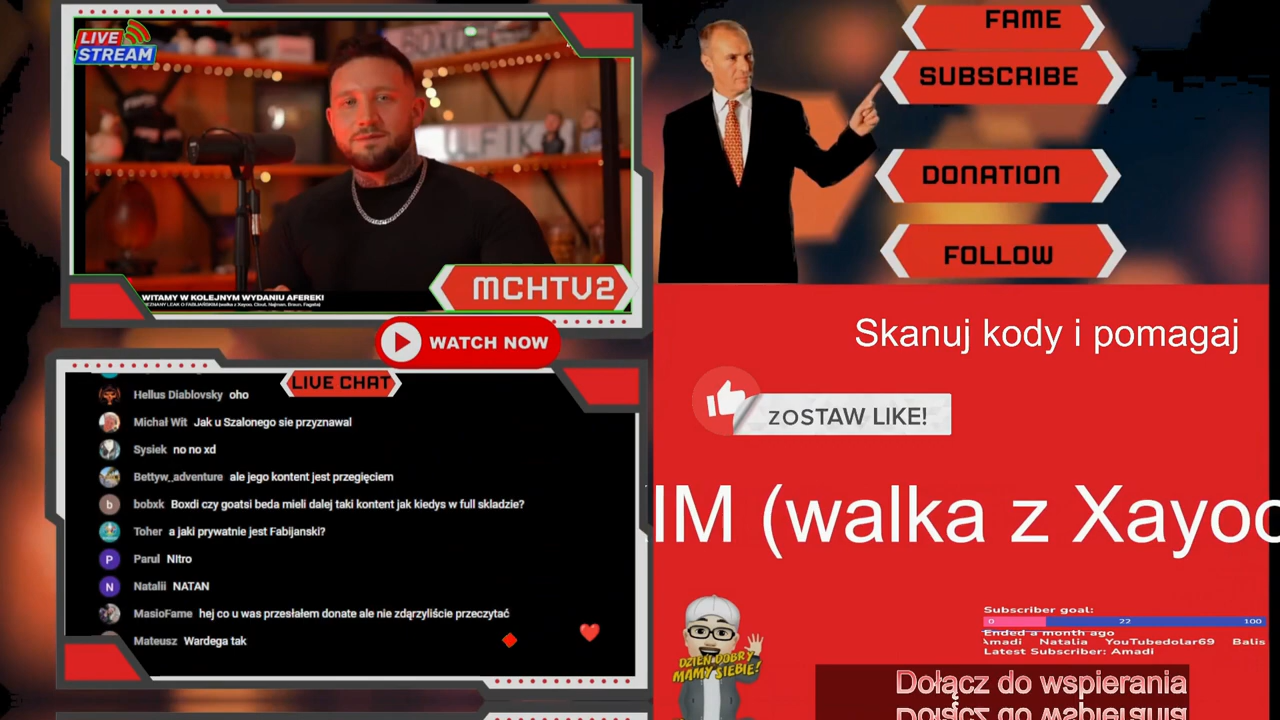 LIVE
STREAM
BOXDEL
ULFIK
WITAMY W KOLEJNYM WYDANIU AFEREKI
MCHTV2
WATCH NOW
LIVE CHAT
Hellus Diablovsky oho
Michał Wit Jak u Szalonego sie przyznawal
Sysiek no no xd
Bettyw_adventure ale jego kontent jest przegięciem
b bobxk Boxdi czy goatsi beda mieli dalej taki kontent jak kiedys w full skladzie?
Toher a jaki prywatnie jest Fabijanski?
P Parul NItro
N Natalii NATAN
MasioFame hej co u was przesłałem donate ale nie zdąrzyliście przeczytać
Mateusz Wardega tak
FAME
SUBSCRIBE
DONATION
FOLLOW
Skanuj kody i pomagaj
ZOSTAW LIKE!
IM (walka z Xayoo
DZIEŃ DOBRY
MAMY SIEBIE!
Subscriber goal:
0 22 100
Ended a month ago
Amadi Natalia YouTubedolar69 Balis
Latest Subscriber: Amadi
Dołącz do wspierania